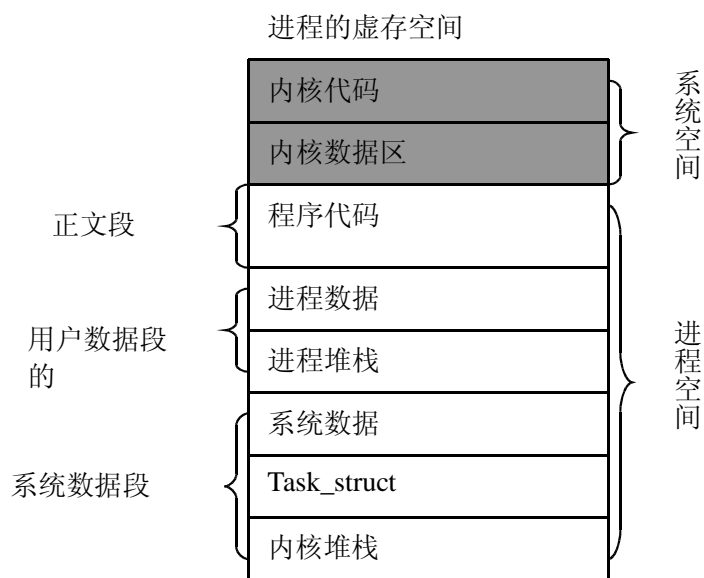 进程的虚存空间
内核代码
内核数据区
系统空间
正文段
程序代码
进程数据
用户数据段
的
进程堆栈
进程空间
系统数据
系统数据段
Task_struct
内核堆栈